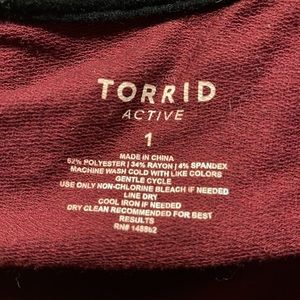 TORRID
ACTIVE
1
MADE IN CHINA
62% POLYESTER | 34% RAYON | 4% SPANDEX
MACHINE WASH COLD WITH LIKE COLORS
GENTLE CYCLE
USE ONLY NON-CHLORINE BLEACH IF NEEDED
LINE DRY
COOL IRON IF NEEDED
DRY CLEAN RECOMMENDED FOR BEST
RESULTS
RN#